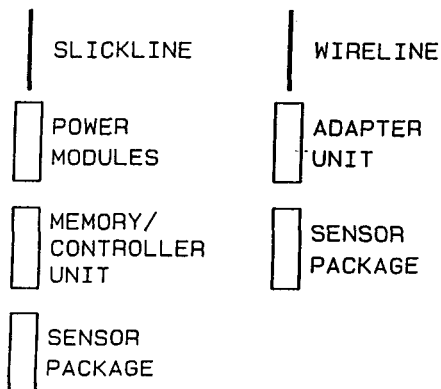 SLICKLINE
POWER
MODULES
MEMORY/
CONTROLLER
UNIT
SENSOR
PACKAGE
WIRELINE
ADAPTER
UNIT
SENSOR
PACKAGE